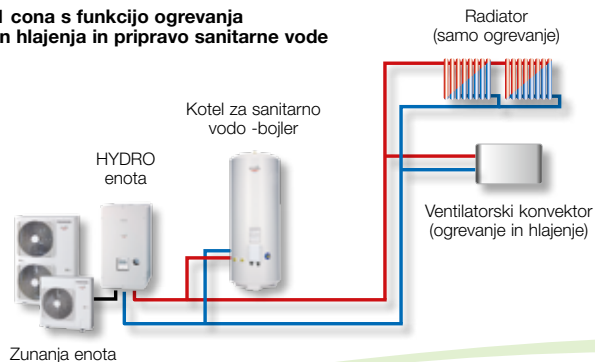 1 cona s funkcijo ogrevanja
n hlajenja in pripravo sanitarne vode
Radiator
(samo ogrevanje)
Kotel za sanitarno
vodo -bojler
HYDRO
enota
Ventilatorski konvektor
(ogrevanje in hlajenje)
Zunanja enota